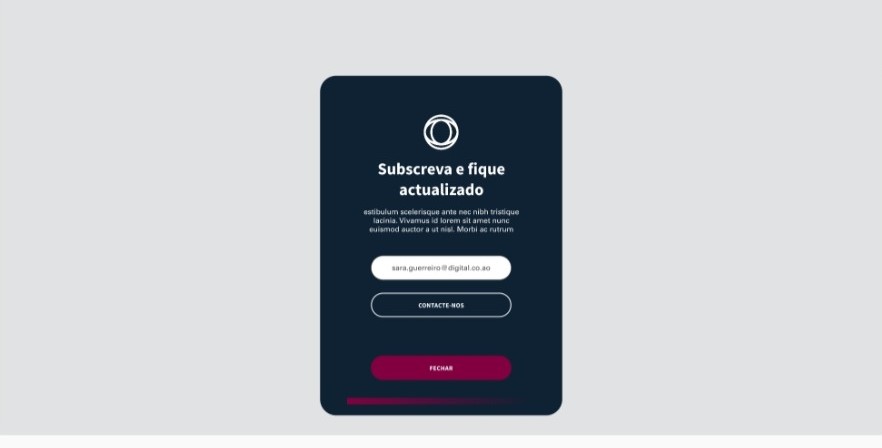 Subscreva e fique
actualizado
estibulum scelerisque ante nec nibh tristique
lacinia. Vivamus id lorem sit amet nunc
euismod auctor a ut nisl. Morbi ac rutrum
sara.guerreiro@digital.co.ao
CONTACTE-NOS
FECHAR